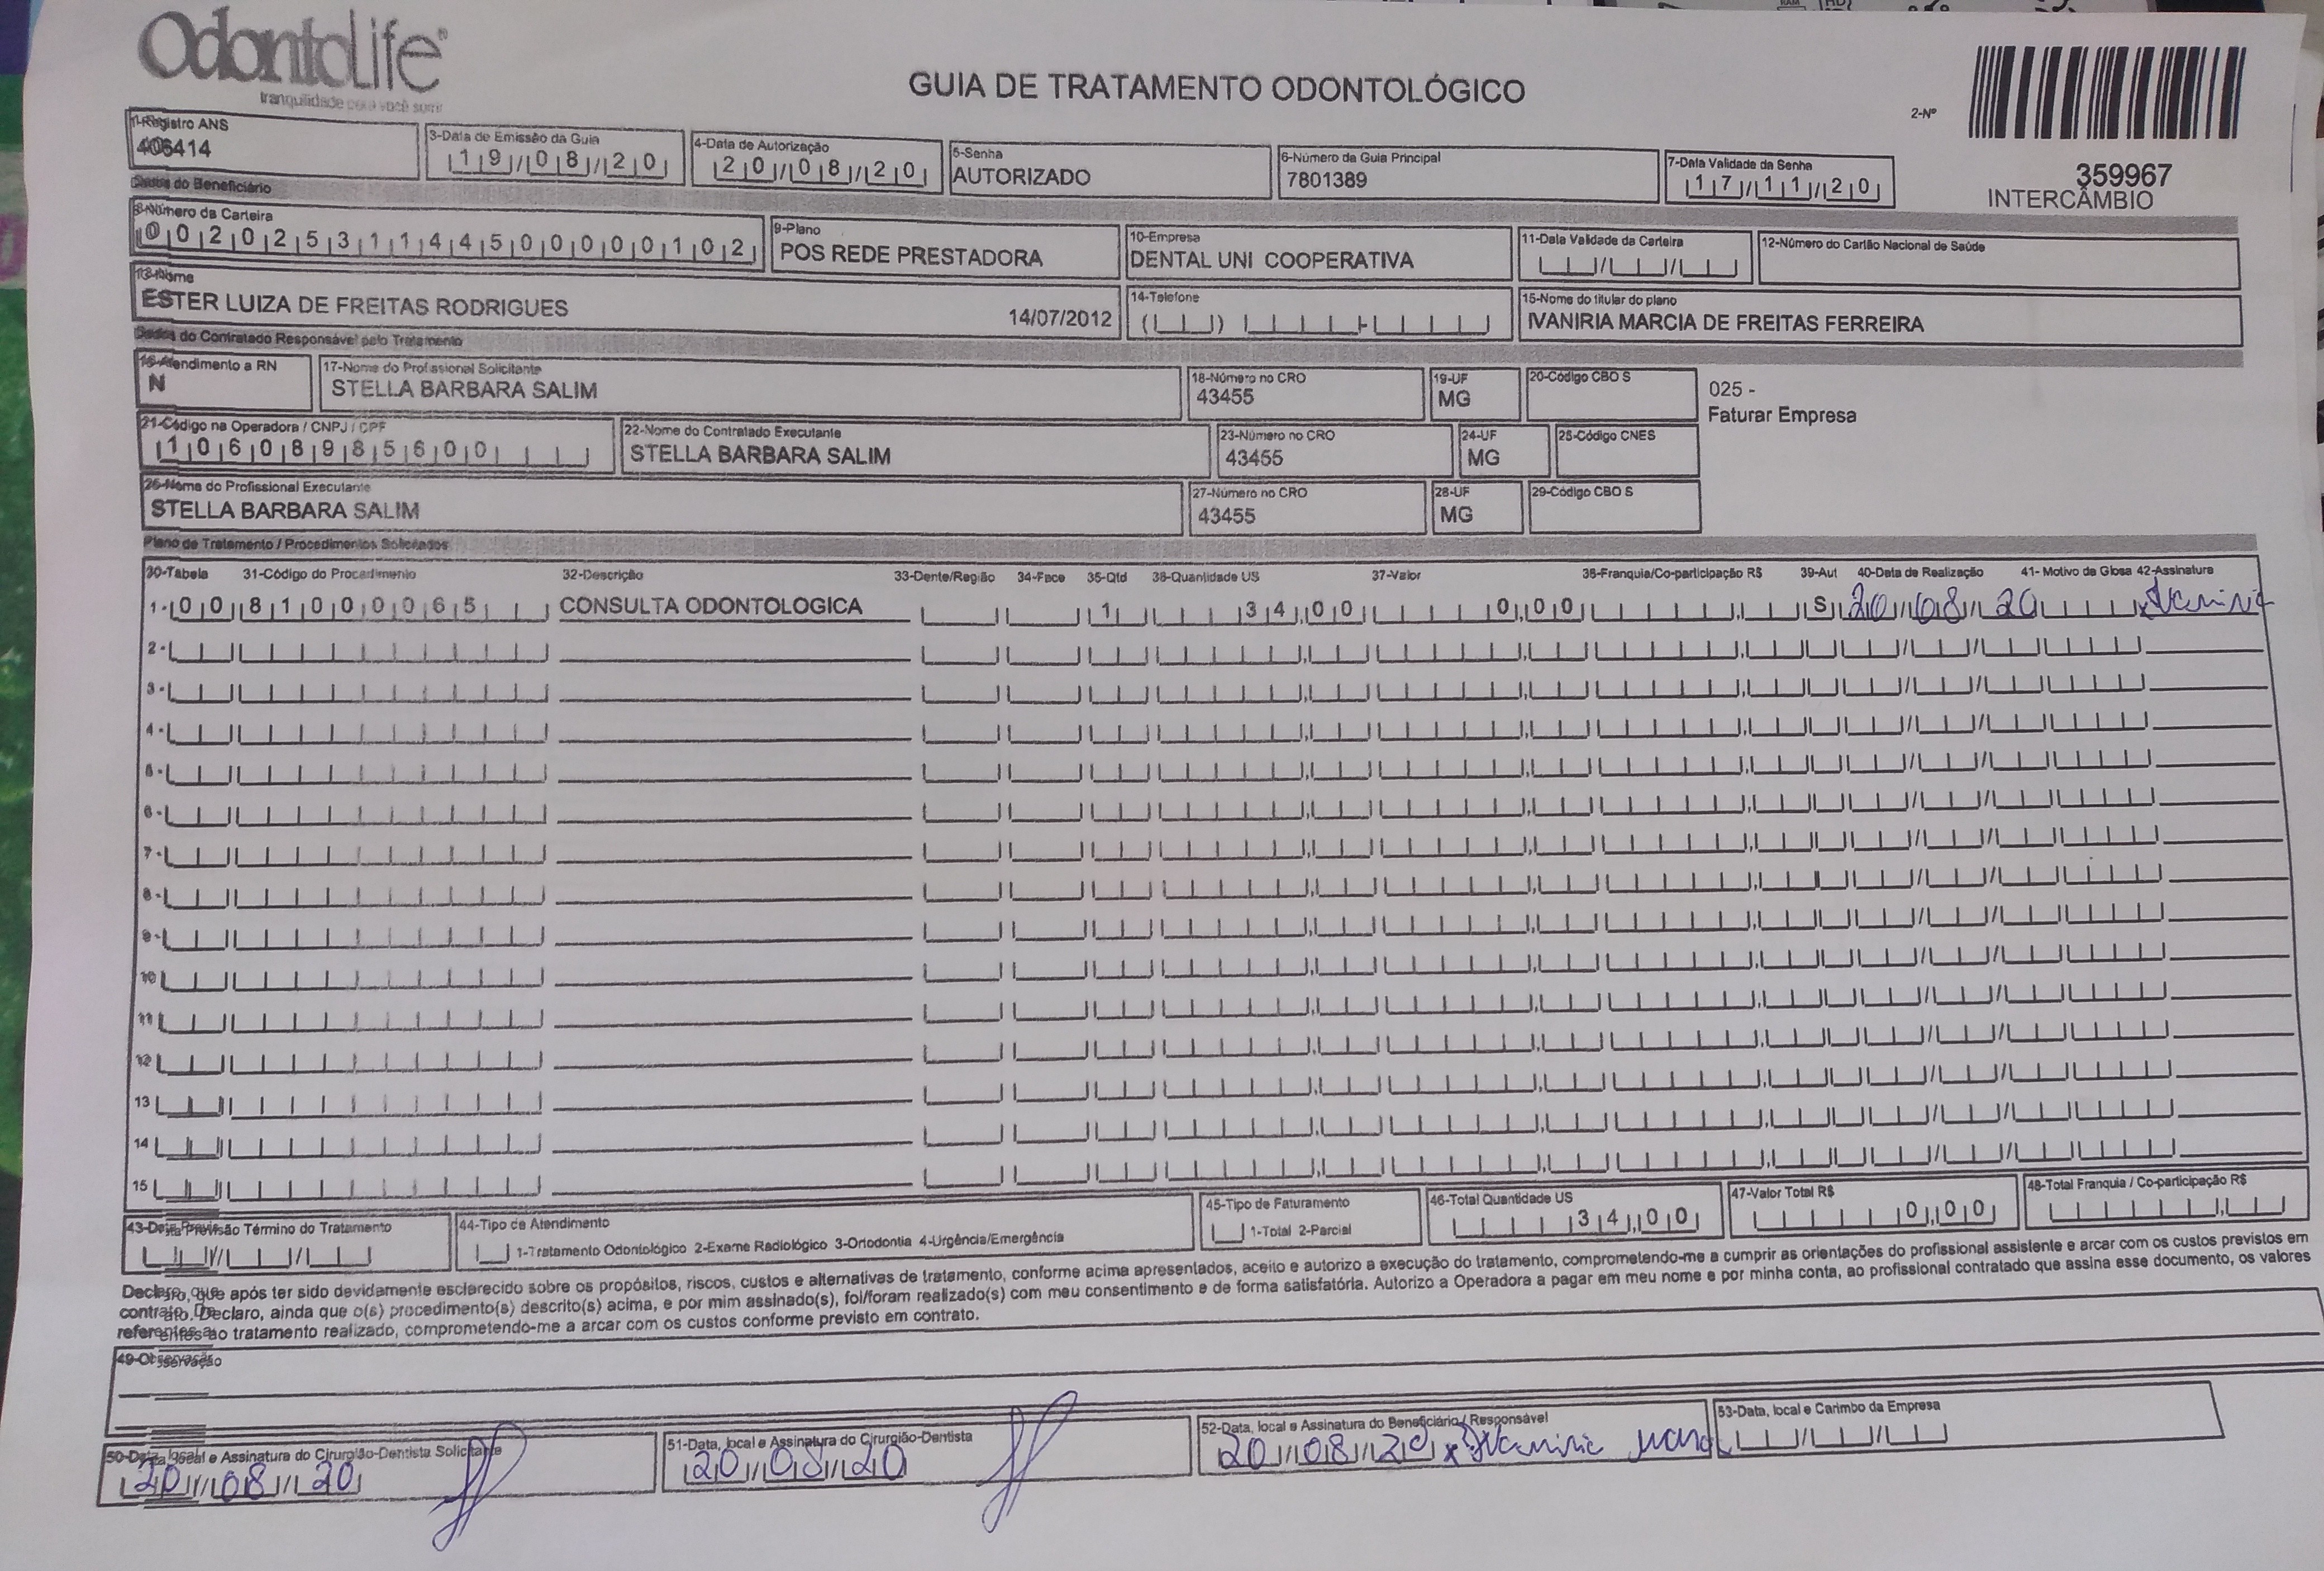 OdontoLife®
tranquilidade para você sorrir
GUIA DE TRATAMENTO ODONTOLÓGICO
2-Nº
359967
INTERCÂMBIO
1-Registro ANS
406414
3-Data de Emissão da Guia
19/08/20
4-Data de Autorização
20/08/20
5-Senha
AUTORIZADO
6-Número da Guia Principal
7801389
7-Data Validade da Senha
17/11/20
Dados do Beneficiário
8-Número da Carteira
00202531144500000102
9-Plano
POS REDE PRESTADORA
10-Empresa
DENTAL UNI COOPERATIVA
11-Data Validade da Carteira
12-Número do Cartão Nacional de Saúde
13-Nome
ESTER LUIZA DE FREITAS RODRIGUES 14/07/2012
14-Telefone
15-Nome do titular do plano
IVANIRIA MARCIA DE FREITAS FERREIRA
Dados do Contratado Responsável pelo Tratamento
16-Atendimento a RN
N
17-Nome do Profissional Solicitante
STELLA BARBARA SALIM
18-Número no CRO
43455
19-UF
MG
20-Código CBO S
025 -
Faturar Empresa
21-Código na Operadora / CNPJ / CPF
10608985600
22-Nome do Contratado Executante
STELLA BARBARA SALIM
23-Número no CRO
43455
24-UF
MG
25-Código CNES
26-Nome do Profissional Executante
STELLA BARBARA SALIM
27-Número no CRO
43455
28-UF
MG
29-Código CBO S
Plano de Tratamento / Procedimentos Solicitados
30-Tabela 31-Código do Procedimento 32-Descrição 33-Dente/Região 34-Face 35-Qtd 36-Quantidade US 37-Valor 38-Franquia/Co-participação R$ 39-Aut 40-Data de Realização 41- Motivo da Glosa 42-Assinatura
1- 00 81000065 CONSULTA ODONTOLOGICA 1 34,00 0,00 S 20/08/20
2-
3-
4-
5-
6-
7-
8-
9-
10
11
12
13
14
15
43-Data Previsão Término do Tratamento
44-Tipo de Atendimento
1-Tratamento Odontológico 2-Exame Radiológico 3-Ortodontia 4-Urgência/Emergência
45-Tipo de Faturamento
1-Total 2-Parcial
46-Total Quantidade US
34,00
47-Valor Total R$
0,00
48-Total Franquia / Co-participação R$
Declaro, que após ter sido devidamente esclarecido sobre os propósitos, riscos, custos e alternativas de tratamento, conforme acima apresentados, aceito e autorizo a execução do tratamento, comprometendo-me a cumprir as orientações do profissional assistente e arcar com os custos previstos em
contrato. Declaro, ainda que o(s) procedimento(s) descrito(s) acima, e por mim assinado(s), foi/foram realizado(s) com meu consentimento e de forma satisfatória. Autorizo a Operadora a pagar em meu nome e por minha conta, ao profissional contratado que assina esse documento, os valores
referentes ao tratamento realizado, comprometendo-me a arcar com os custos conforme previsto em contrato.
49-Observação
50-Data, local e Assinatura do Cirurgião-Dentista Solicitante
20/08/20
51-Data, local e Assinatura do Cirurgião-Dentista
20/08/20
52-Data, local e Assinatura do Beneficiário / Responsável
20/08/20
53-Data, local e Carimbo da Empresa